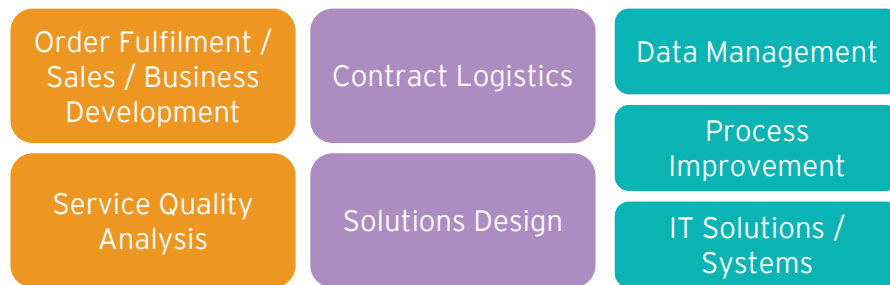 Order Fulfilment /
Sales / Business
Development
Contract Logistics
Data Management
Process
Improvement
Service Quality
Analysis
Solutions Design
IT Solutions /
Systems